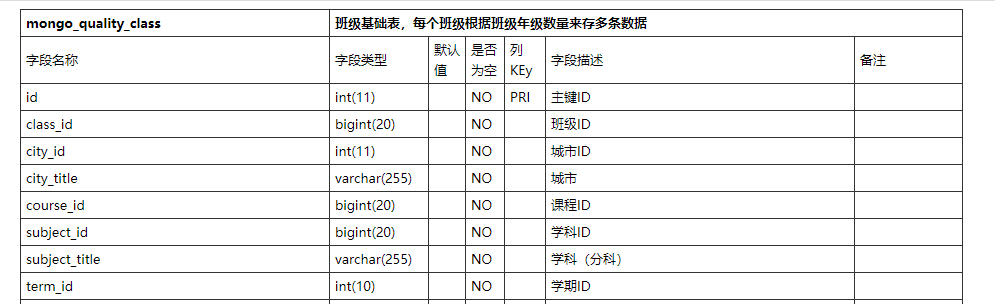 mongo_quality_class 班级基础表，每个班级根据班级年级数量来存多条数据
字段名称 字段类型 默认值 是否为空 列KEy 字段描述 备注
id int(11) NO PRI 主键ID
class_id bigint(20) NO 班级ID
city_id int(11) NO 城市ID
city_title varchar(255) NO 城市
course_id bigint(20) NO 课程ID
subject_id bigint(20) NO 学科ID
subject_title varchar(255) NO 学科（分科）
term_id int(10) NO 学期ID